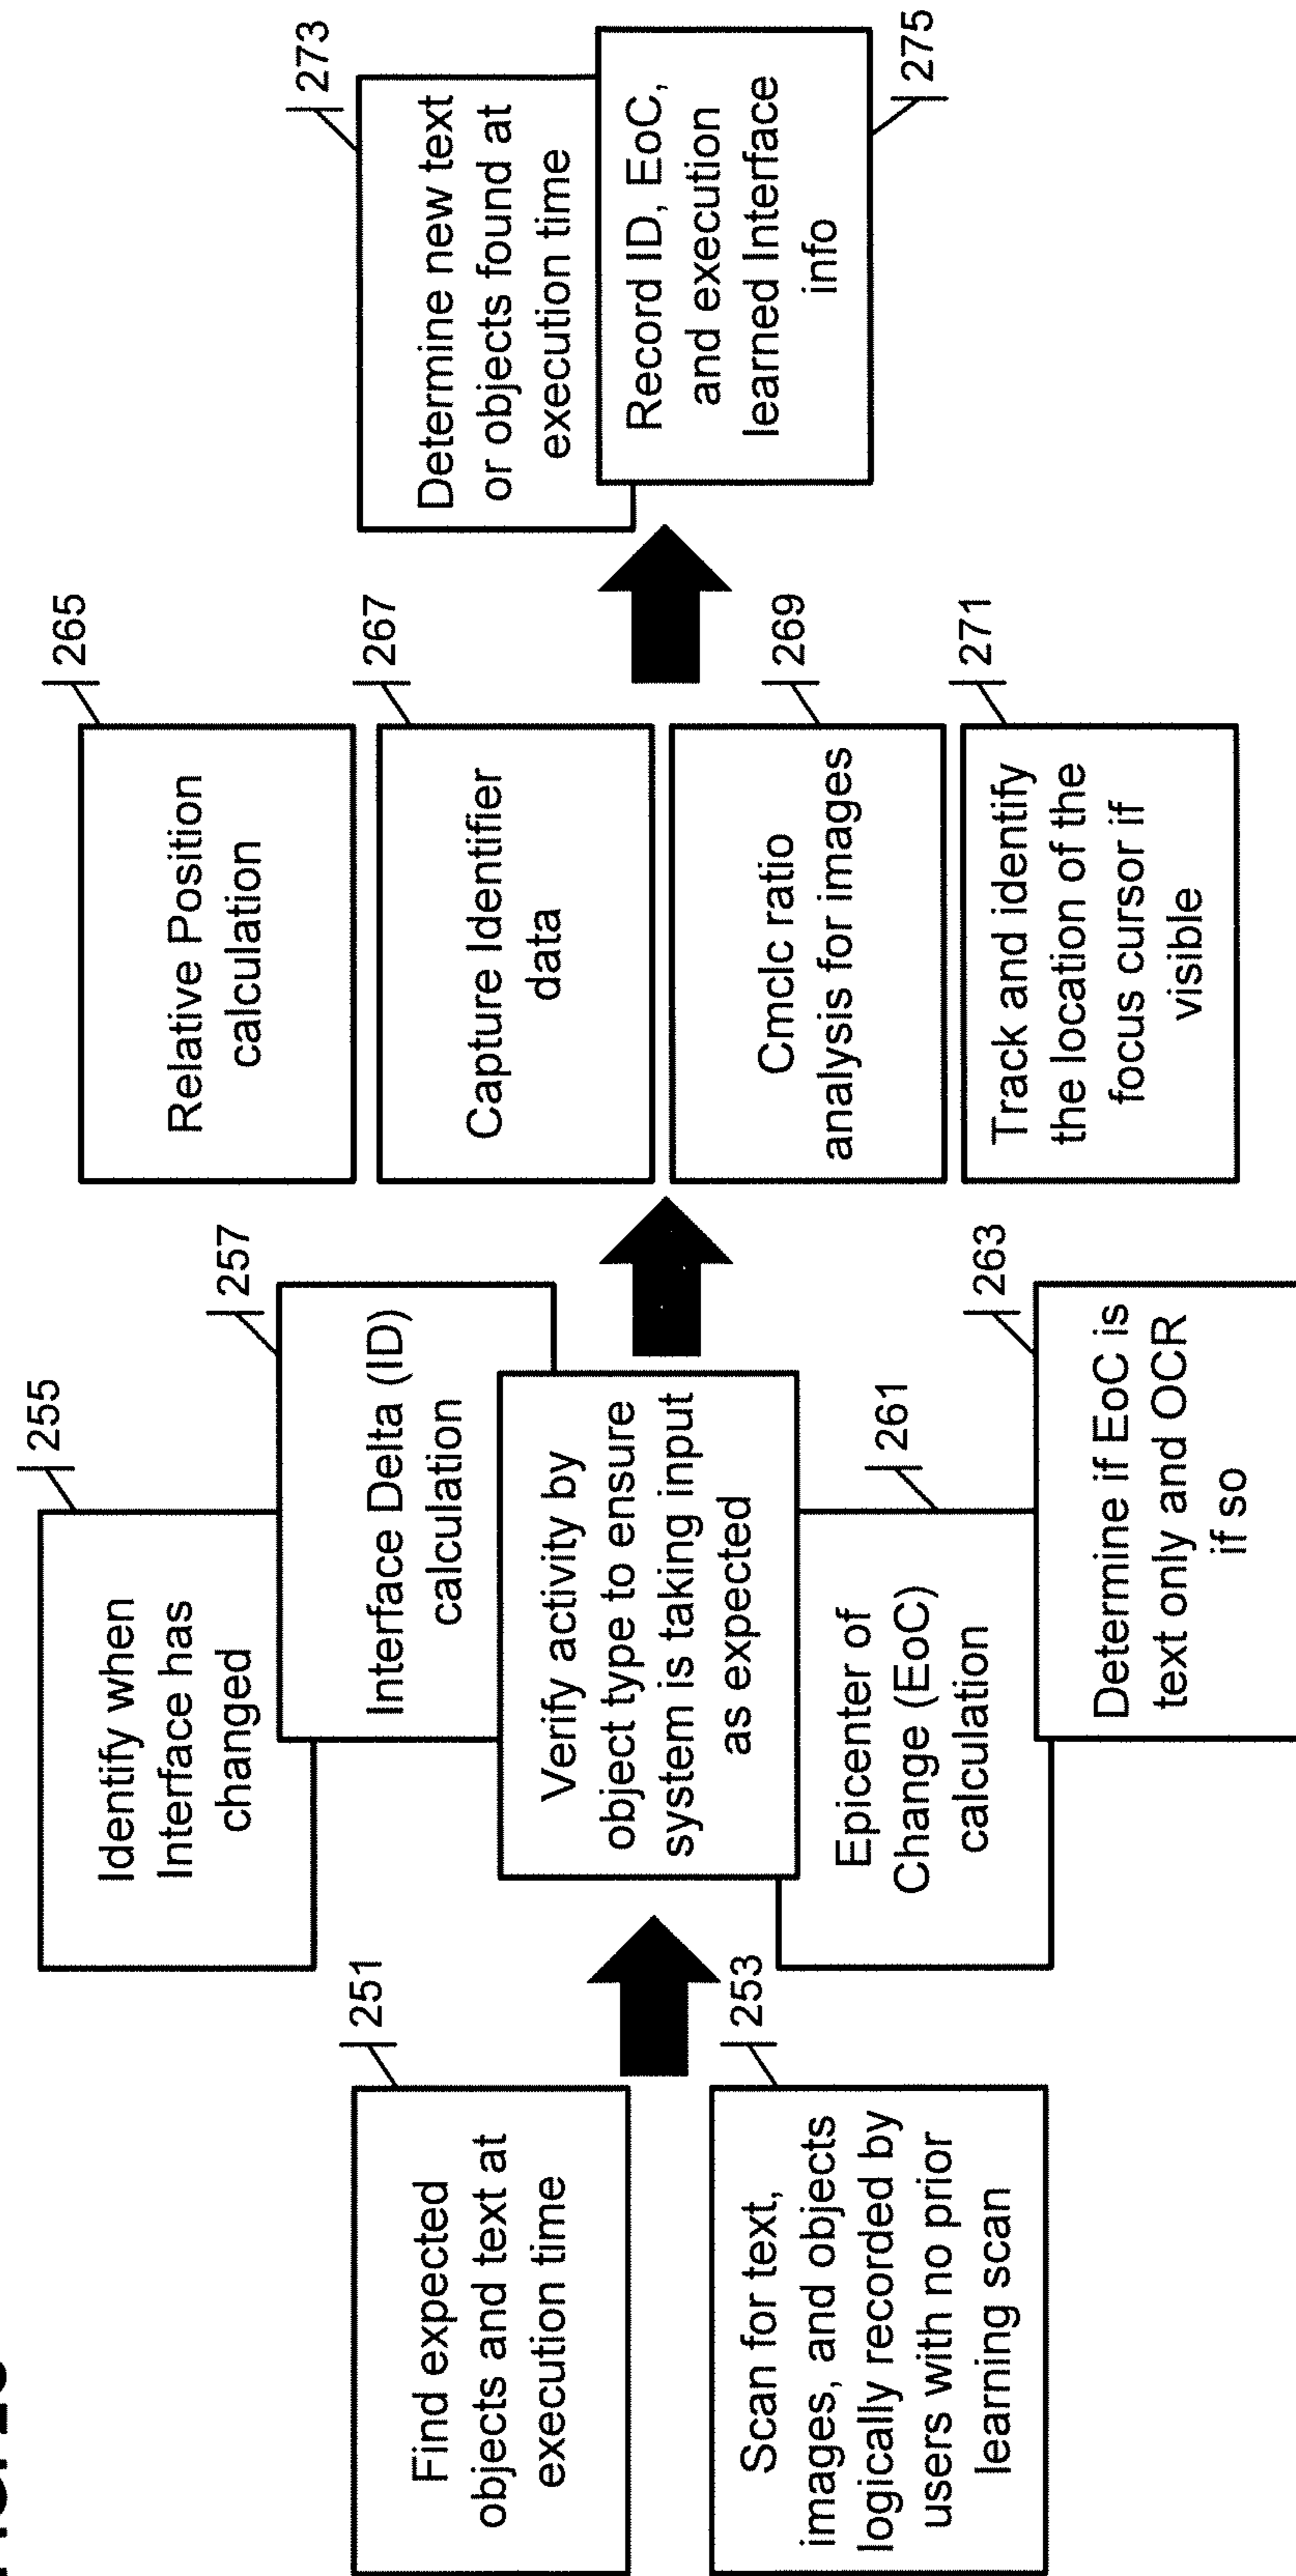 251
Find expected
objects and text at
execution time
253
Scan for text,
images, and objects
logically recorded by
users with no prior
learning scan
255
Identify when
Interface has
changed
257
Interface Delta (ID)
calculation
Verify activity by
object type to ensure
system is taking input
as expected
261
Epicenter of
Change (EoC)
calculation
263
Determine if EoC is
text only and OCR
if so
265
Relative Position
calculation
267
Capture Identifier
data
269
Cmclc ratio
analysis for images
271
Track and identify
the location of the
focus cursor if
visible
273
Determine new text
or objects found at
execution time
275
Record ID, EoC,
and execution
learned Interface
info